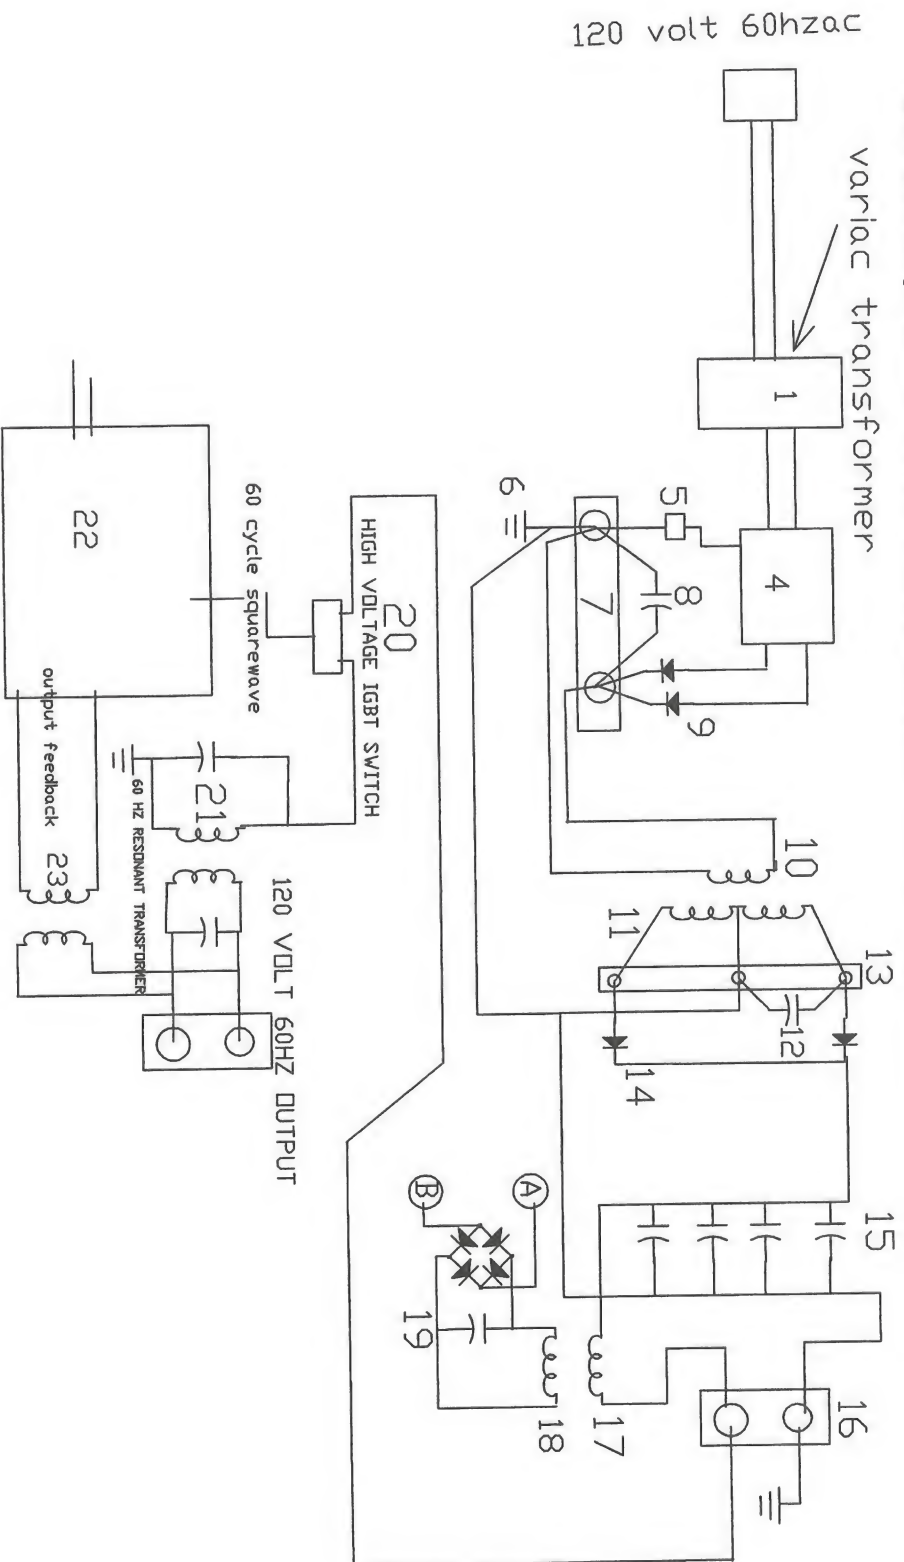 120 volt 60hzac
variac transformer
1
4
5
6
7
8
9
10
11
12
13
14
15
16
17
18
19
A
B
20
HIGH VOLTAGE IGBT SWITCH
60 cycle squarewave
21
60 HZ RESONANT TRANSFORMER
120 VOLT 60HZ OUTPUT
22
output feedback
23